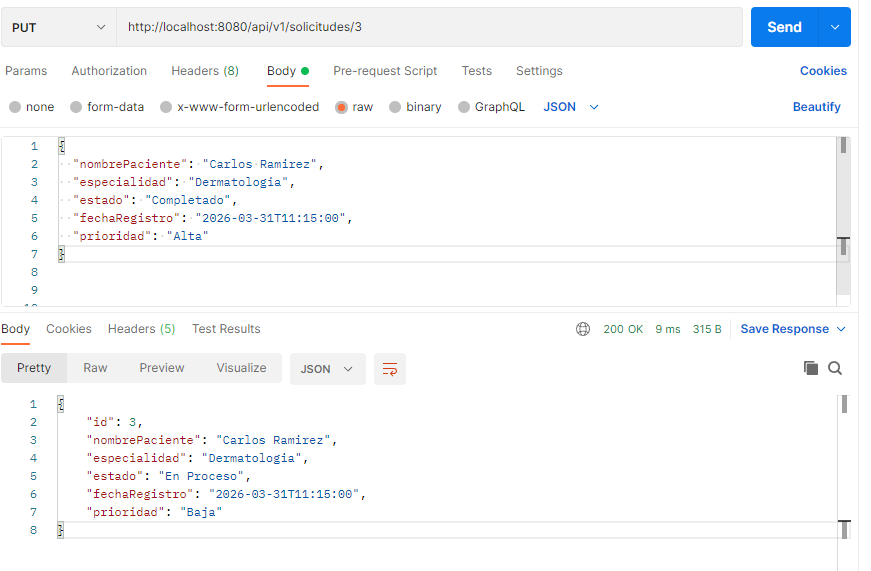 PUT http://localhost:8080/api/v1/solicitudes/3 Send
Params Authorization Headers (8) Body Pre-request Script Tests Settings Cookies
none form-data x-www-form-urlencoded raw binary GraphQL JSON Beautify
1 {
2 "nombrePaciente": "Carlos Ramirez",
3 "especialidad": "Dermatologia",
4 "estado": "Completado",
5 "fechaRegistro": "2026-03-31T11:15:00",
6 "prioridad": "Alta"
7 }
8
9
10
Body Cookies Headers (5) Test Results 200 OK 9 ms 315 B Save Response
Pretty Raw Preview Visualize JSON
1 {
2 "id": 3,
3 "nombrePaciente": "Carlos Ramirez",
4 "especialidad": "Dermatologia",
5 "estado": "En Proceso",
6 "fechaRegistro": "2026-03-31T11:15:00",
7 "prioridad": "Baja"
8 }